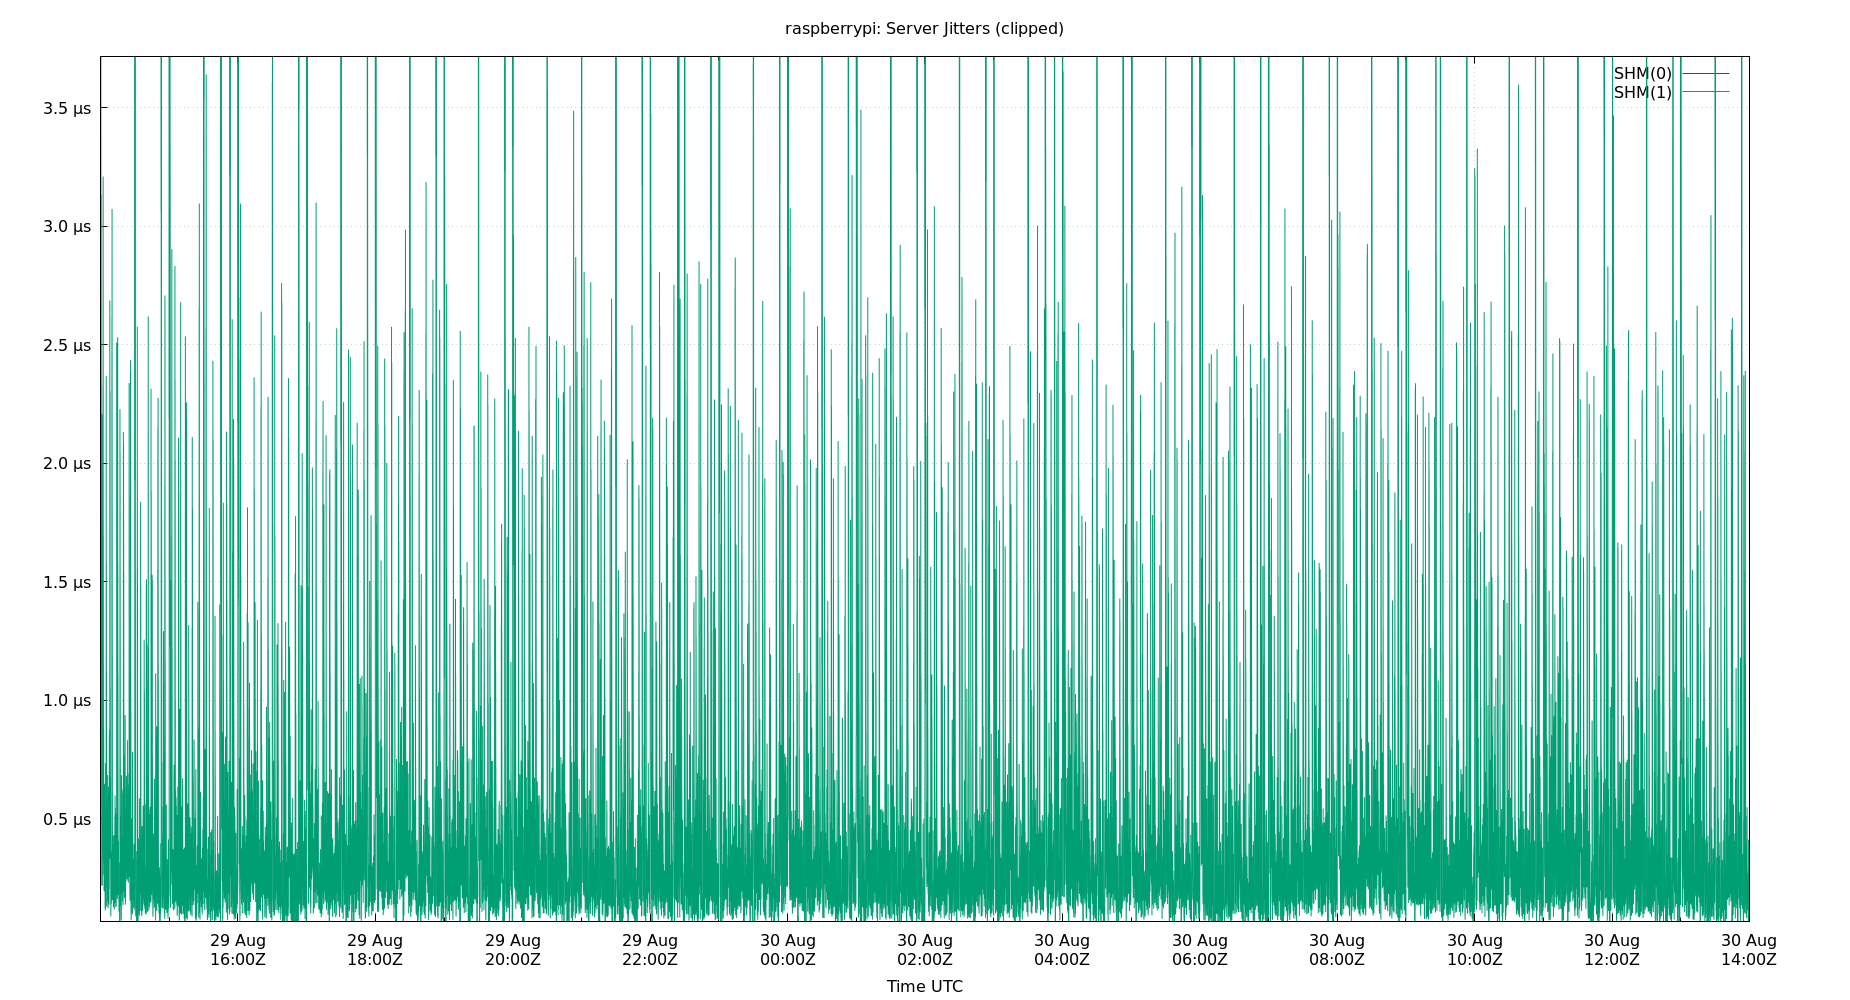 raspberrypi: Server Jitters (clipped)
SHM(0)
SHM(1)
3.5 µs
3.0 µs
2.5 µs
2.0 µs
1.5 µs
1.0 µs
0.5 µs
29 Aug 29 Aug 29 Aug 29 Aug 30 Aug 30 Aug 30 Aug 30 Aug 30 Aug 30 Aug 30 Aug 30 Aug
16:00Z 18:00Z 20:00Z 22:00Z 00:00Z 02:00Z 04:00Z 06:00Z 08:00Z 10:00Z 12:00Z 14:00Z
Time UTC